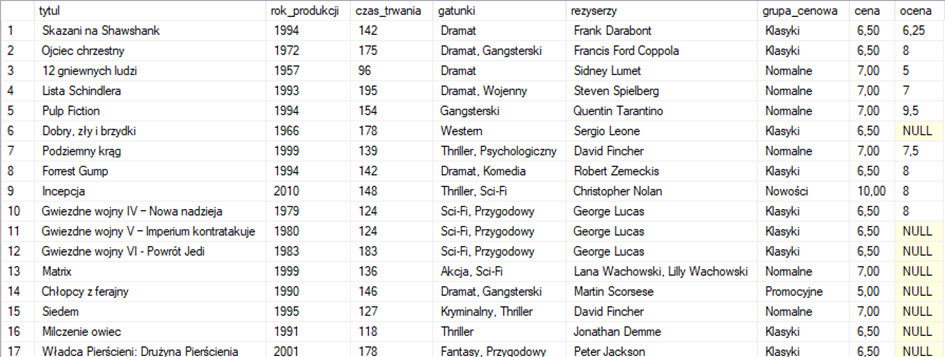 tytul rok_produkcji czas_trwania gatunki rezyserzy grupa_cenowa cena ocena
1 Skazani na Shawshank 1994 142 Dramat Frank Darabont Klasyki 6,50 6,25
2 Ojciec chrzestny 1972 175 Dramat, Gangsterski Francis Ford Coppola Klasyki 6,50 8
3 12 gniewnych ludzi 1957 96 Dramat Sidney Lumet Normalne 7,00 5
4 Lista Schindlera 1993 195 Dramat, Wojenny Steven Spielberg Normalne 7,00 7
5 Pulp Fiction 1994 154 Gangsterski Quentin Tarantino Klasyki 6,50 9,5
6 Dobry, zły i brzydki 1966 178 Western Sergio Leone Klasyki 6,50 NULL
7 Podziemny krąg 1999 139 Thriller, Psychologiczny David Fincher Normalne 7,00 7,5
8 Forrest Gump 1994 142 Dramat, Komedia Robert Zemeckis Klasyki 6,50 8
9 Incepcja 2010 148 Thriller, Sci-Fi Christopher Nolan Nowości 10,00 8
10 Gwiezdne wojny IV – Nowa nadzieja 1979 124 Sci-Fi, Przygodowy George Lucas Klasyki 6,50 8
11 Gwiezdne wojny V – Imperium kontratakuje 1980 124 Sci-Fi, Przygodowy George Lucas Klasyki 6,50 NULL
12 Gwiezdne wojny VI - Powrót Jedi 1983 183 Sci-Fi, Przygodowy George Lucas Klasyki 6,50 NULL
13 Matrix 1999 136 Akcja, Sci-Fi Lana Wachowski, Lilly Wachowski Normalne 7,00 NULL
14 Chłopcy z ferajny 1990 146 Dramat, Gangsterski Martin Scorsese Promocyjne 5,00 NULL
15 Siedem 1995 127 Kryminalny, Thriller David Fincher Normalne 7,00 NULL
16 Milczenie owiec 1991 118 Thriller Jonathan Demme Klasyki 6,50 NULL
17 Władca Pierścieni: Drużyna Pierścienia 2001 178 Fantasy, Przygodowy Peter Jackson Klasyki 6,50 NULL